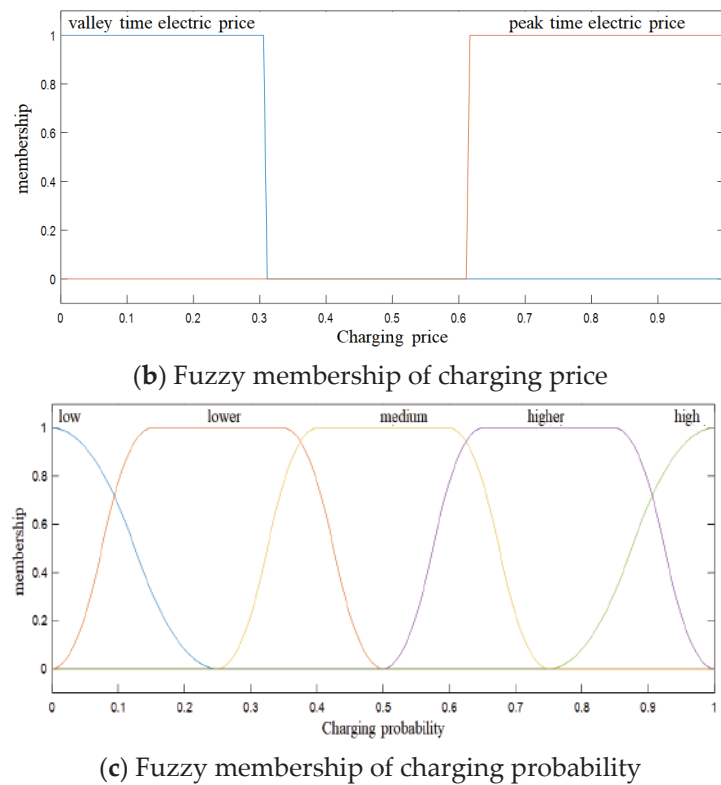 valley time electric price peak time electric price
1
0.8
0.6
0.4
0.2
0
membership
0 0.1 0.2 0.3 0.4 0.5 0.6 0.7 0.8 0.9
Charging price
(b) Fuzzy membership of charging price
low lower medium higher high
1
0.8
0.6
0.4
0.2
0
membership
0 0.1 0.2 0.3 0.4 0.5 0.6 0.7 0.8 0.9 1
Charging probability
(c) Fuzzy membership of charging probability